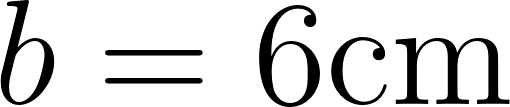 b = 6cm